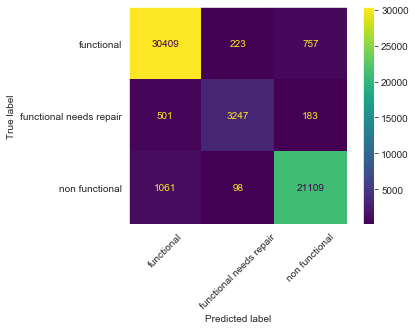 functional
functional needs repair
non functional
True label
30409 223 757
501 3247 183
1061 98 21109
functional
functional needs repair
non functional
Predicted label
30000
25000
20000
15000
10000
5000